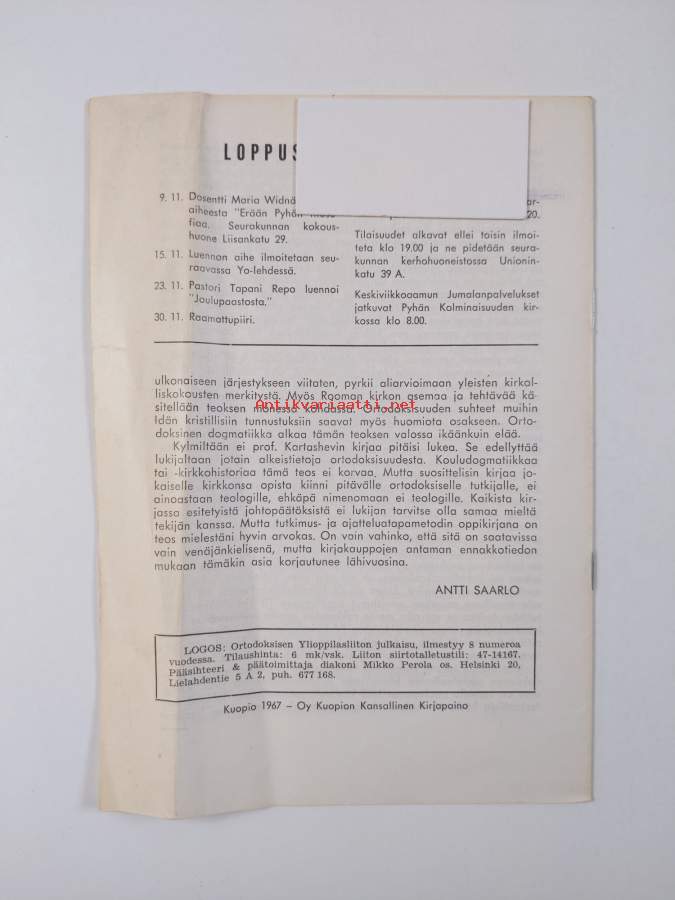 LOPPUS
9. 11. Dosentti Maria Widnä
aiheesta "Erään Pyhän
fiaa. Seurakunnan kokous-
huone Liisankatu 29.
15. 11. Luennon aihe ilmoitetaan seu-
raavassa Yo-lehdessä.
23. 11. Pastori Tapani Repo luennoi
"Joulupaastosta."
30. 11. Raamattupiiri.
ar-
20.
Tilaisuudet alkavat ellei toisin ilmoi-
teta klo 19.00 ja ne pidetään seura-
kunnan kerhohuoneistossa Unionin-
katu 39 A.
Keskiviikkoaamun Jumalanpalvelukset
jatkuvat Pyhän Kolminaisuuden kir-
kossa klo 8.00.
ulkonaiseen järjestykseen viitaten, pyrkii aliarvioimaan yleisten kirkol-
liskokousten merkitystä. Myös Rooman kirkon asemaa ja tehtävää kä-
sitellään teoksen monessa kohdassa. Ortodoksisuuden suhteet muihin
Idän kristillisiin tunnustuksiin saavat myös huomiota osakseen. Orto-
doksinen dogmatiikka alkaa tämän teoksen valossa ikäänkuin elää.
Kylmiltään ei prof. Kartashevin kirjaa pitäisi lukea. Se edellyttää
lukijaltaan jotain alkeistietoja ortodoksisuudesta. Kouludogmatiikkaa
tai -kirkkohistoriaa tämä teos ei korvaa. Mutta suosittelisin kirjaa jo-
kaiselle kirkkonsa opista kiinni pitävälle ortodoksiselle tutkijalle, ei
ainoastaan teologille, ehkäpä nimenomaan ei teologille. Kaikista kir-
jassa esitetyistä johtopäätöksistä ei lukijan tarvitse olla samaa mieltä
tekijän kanssa. Mutta tutkimus- ja ajatteluatapametodin oppikirjana on
teos mielestäni hyvin arvokas. On vain vahinko, että sitä on saatavissa
vain venäjänkielisenä, mutta kirjakauppojen antaman ennakkotiedon
mukaan tämäkin asia korjautunee lähivuosina.
ANTTI SAARLO
LOGOS: Ortodoksisen Ylioppilasliiton julkaisu, ilmestyy 8 numeroa
vuodessa. Tilaushinta: 6 mk/vsk. Liiton siirtotalletustili: 47-14167.
Pääsihteeri & päätoimittaja diakoni Mikko Perola os. Helsinki 20,
Lielahdentie 5 A 2, puh. 677 168.
Kuopio 1967 – Oy Kuopion Kansallinen Kirjapaino
Antikvariaatti.net